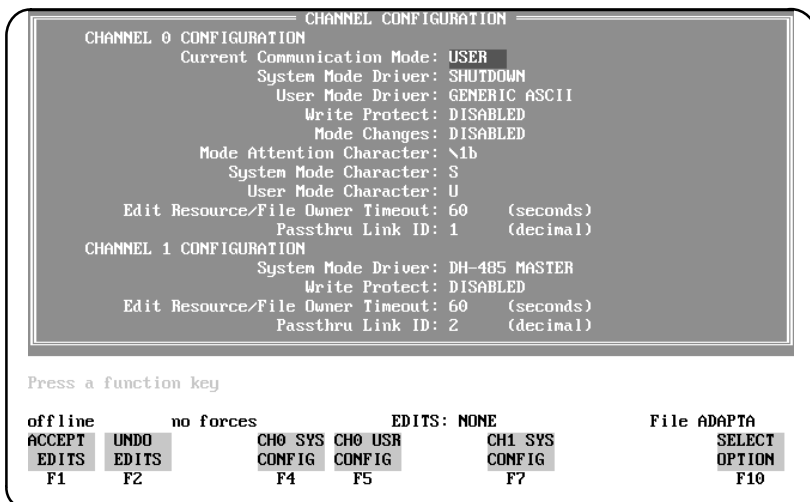 CHANNEL CONFIGURATION
CHANNEL 0 CONFIGURATION
Current Communication Mode: USER
System Mode Driver: SHUTDOWN
User Mode Driver: GENERIC ASCII
Write Protect: DISABLED
Mode Changes: DISABLED
Mode Attention Character: \1b
System Mode Character: S
User Mode Character: U
Edit Resource/File Owner Timeout: 60 (seconds)
Passthru Link ID: 1 (decimal)
CHANNEL 1 CONFIGURATION
System Mode Driver: DH-485 MASTER
Write Protect: DISABLED
Edit Resource/File Owner Timeout: 60 (seconds)
Passthru Link ID: 2 (decimal)
Press a function key
offline no forces EDITS: NONE File ADAPTA
ACCEPT UNDO CH0 SYS CH0 USR CH1 SYS SELECT
EDITS EDITS CONFIG CONFIG CONFIG OPTION
F1 F2 F4 F5 F7 F10